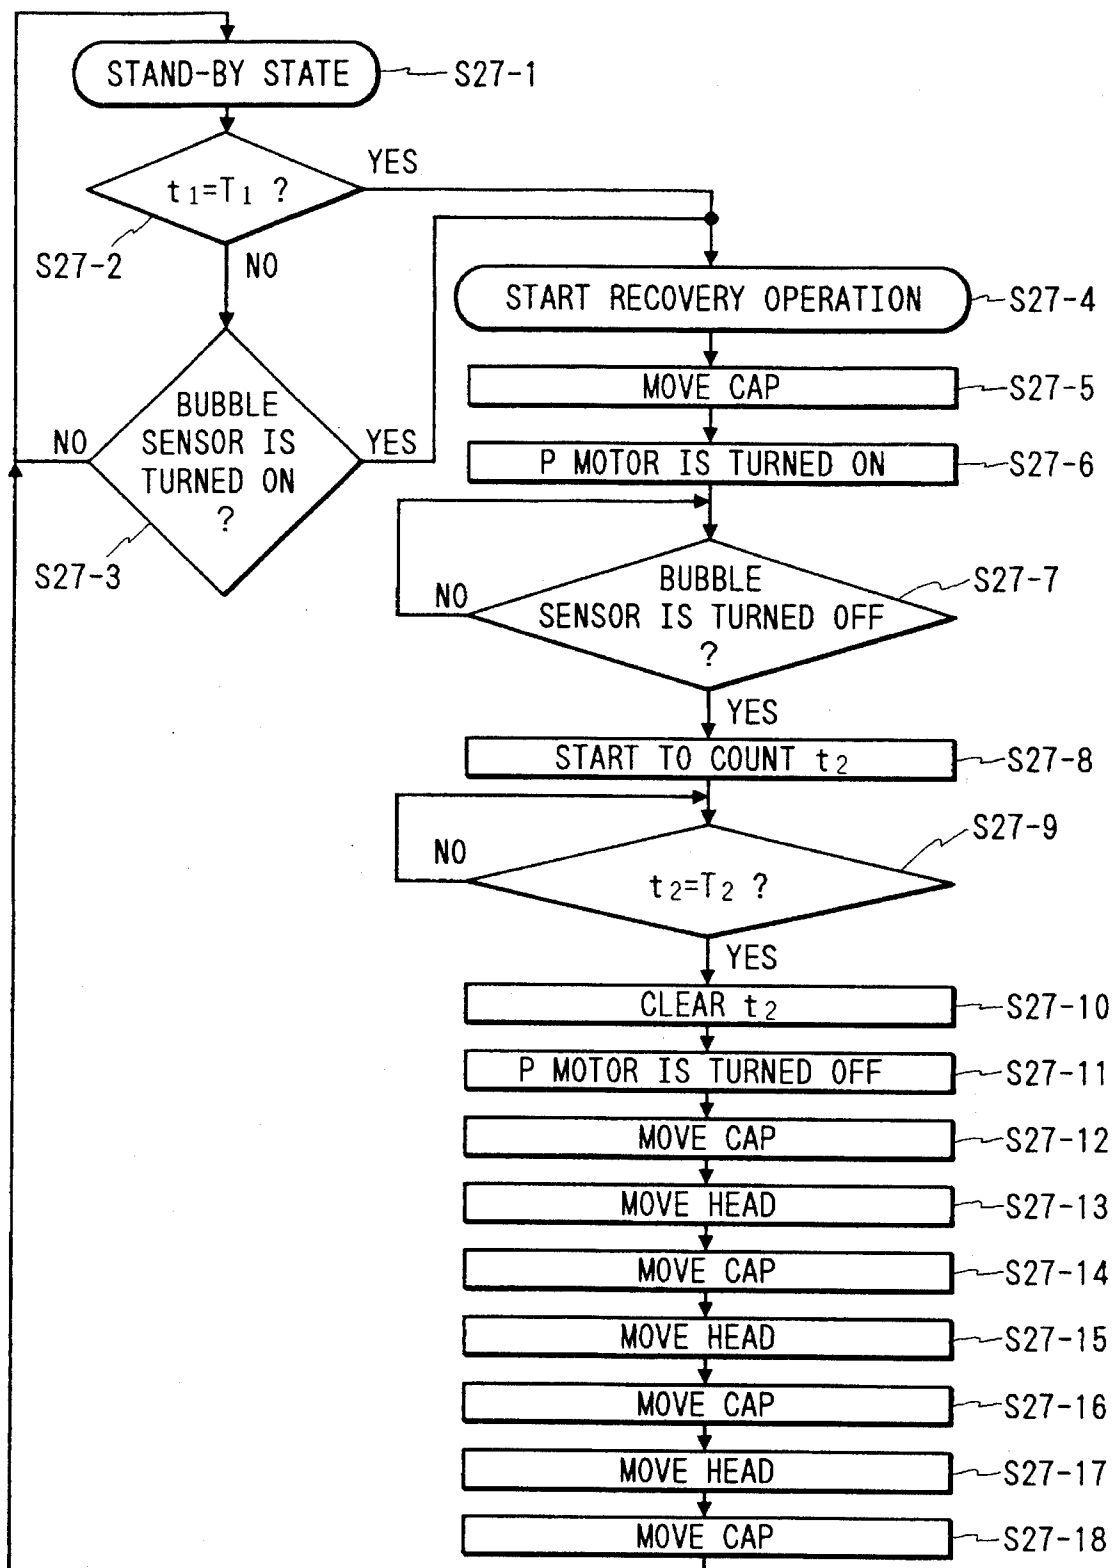 STAND-BY STATE
S27-1
t1=T1 ?
YES
S27-2
NO
BUBBLE
SENSOR IS
TURNED ON
?
NO
YES
S27-3
START RECOVERY OPERATION
S27-4
MOVE CAP
S27-5
P MOTOR IS TURNED ON
S27-6
BUBBLE
SENSOR IS TURNED OFF
?
S27-7
NO
YES
START TO COUNT t2
S27-8
t2=T2 ?
S27-9
NO
YES
CLEAR t2
S27-10
P MOTOR IS TURNED OFF
S27-11
MOVE CAP
S27-12
MOVE HEAD
S27-13
MOVE CAP
S27-14
MOVE HEAD
S27-15
MOVE CAP
S27-16
MOVE HEAD
S27-17
MOVE CAP
S27-18